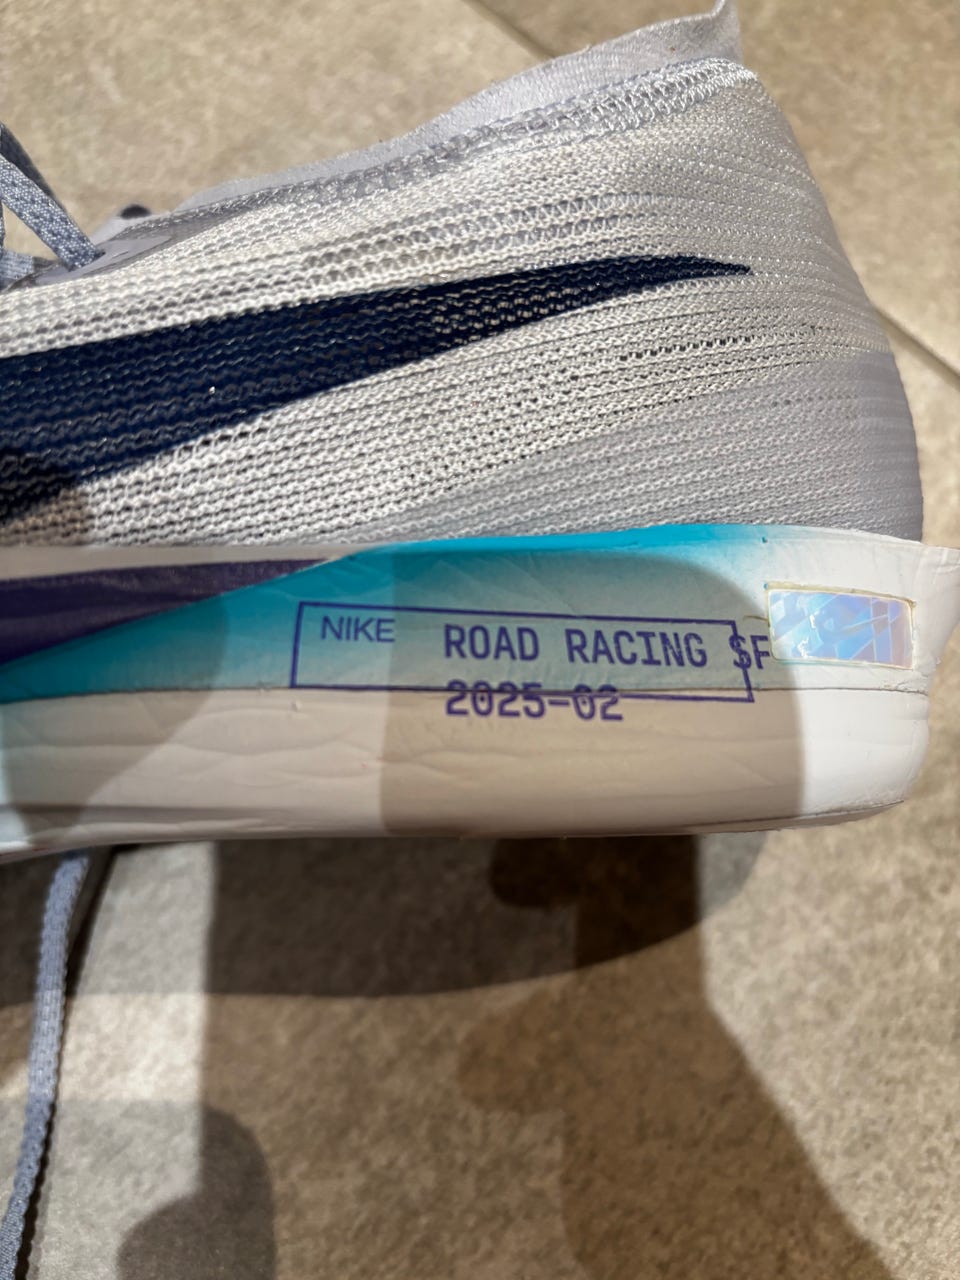 NIKE ROAD RACING SF
2025-02